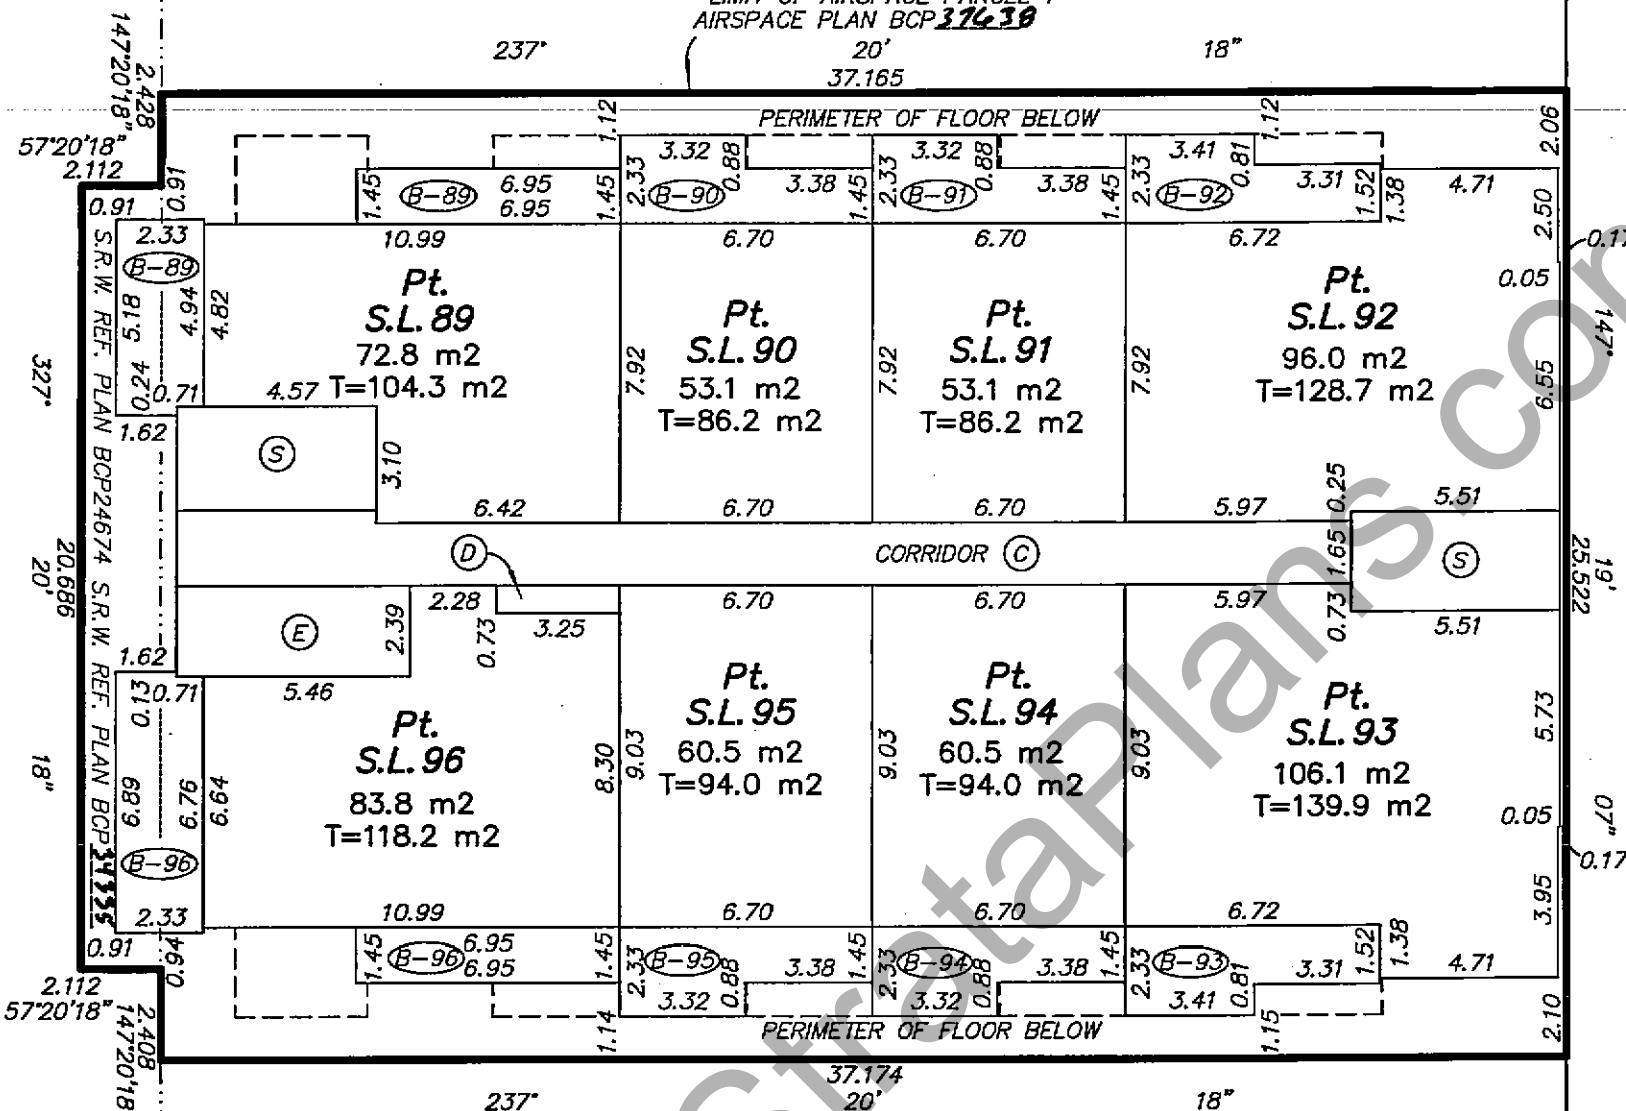 AIRSPACE PLAN BCP 37638
237° 20' 18"
37.165
147°20'18"
2.428
57°20'18"
2.112
PERIMETER OF FLOOR BELOW
1.12
1.12
2.06
0.91
0.91
1.45
B-89
6.95
6.95
1.45
2.33
3.32
B-90
0.88
3.38
1.45
2.33
3.32
B-91
0.88
3.38
1.45
2.33
3.41
B-92
0.81
3.31
1.52
1.38
4.71
2.50
0.05
6.55
2.33
B-89
5.18
4.94
4.82
0.24
0.71
1.62
10.99
Pt.
S.L. 89
72.8 m2
T=104.3 m2
4.57
3.10
6.42
S
6.70
Pt.
S.L. 90
53.1 m2
T=86.2 m2
7.92
6.70
6.70
Pt.
S.L. 91
53.1 m2
T=86.2 m2
7.92
6.70
6.72
Pt.
S.L. 92
96.0 m2
T=128.7 m2
7.92
5.97
0.25
5.51
S.R.W. REF. PLAN BCP24674 S.R.W. REF. PLAN BCP 34335
327° 20' 18"
20.686
147° 19' 07"
25.522
D
CORRIDOR C
1.65
S
E
2.39
2.28
0.73
3.25
6.70
6.70
5.97
0.73
5.51
1.62
0.13
0.71
5.46
6.89
6.76
6.64
B-96
2.33
Pt.
S.L. 96
83.8 m2
T=118.2 m2
8.30
10.99
9.03
Pt.
S.L. 95
60.5 m2
T=94.0 m2
6.70
9.03
Pt.
S.L. 94
60.5 m2
T=94.0 m2
6.70
9.03
Pt.
S.L. 93
106.1 m2
T=139.9 m2
6.72
5.73
0.05
0.17
3.95
0.91
0.94
1.45
B-96
6.95
6.95
1.45
2.33
B-95
3.32
0.88
3.38
1.45
2.33
B-94
3.32
0.88
3.38
1.45
2.33
B-93
3.41
0.81
3.31
1.52
1.38
4.71
2.10
2.112
57°20'18"
2.408
147°20'18
1.14
PERIMETER OF FLOOR BELOW
1.15
37.174
237° 20' 18"
StrataPlans.co